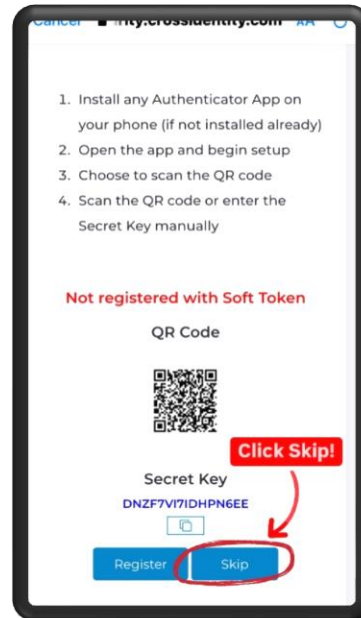 Cancel
rity.crossidentity.com AA
1. Install any Authenticator App on
your phone (if not installed already)
2. Open the app and begin setup
3. Choose to scan the QR code
4. Scan the QR code or enter the
Secret Key manually
Not registered with Soft Token
QR Code
Click Skip!
Secret Key
DNZF7VI7IDHPN6EE
Register
Skip